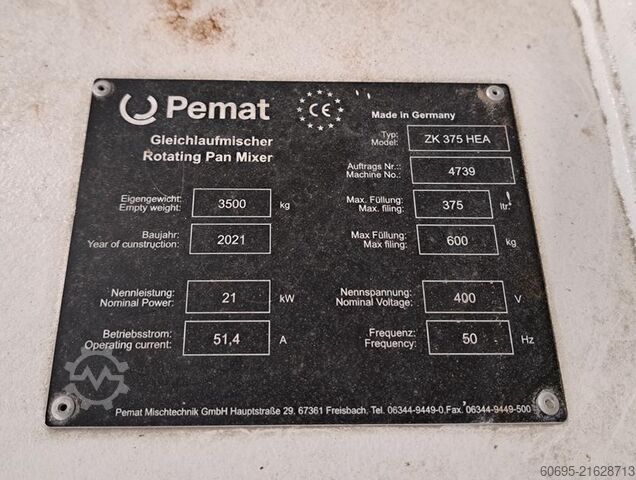 Pemat
CE
Made in Germany
Gleichlaufmischer
Rotating Pan Mixer
Typ:
Model:
ZK 375 HEA
Auftrags Nr.::
Machine No.:
4739
Eigengewicht:
Empty weight:
3500
kg
Max. Füllung:
Max. filing:
375
ltr.
Baujahr:
Year of cunstruction:
2021
Max Füllung:
Max filing:
600
kg
Nennleistung:
Nominal Power:
21
kW
Nennspannung:
Nominal Voltage:
400
V
Betriebsstrom:
Operating current:
51,4
A
Frequenz:
Frequency:
50
Hz
Pemat Mischtechnik GmbH Hauptstraße 29, 67361 Freisbach, Tel. 06344-9449-0,Fax. 06344-9449-500
60695-21628713